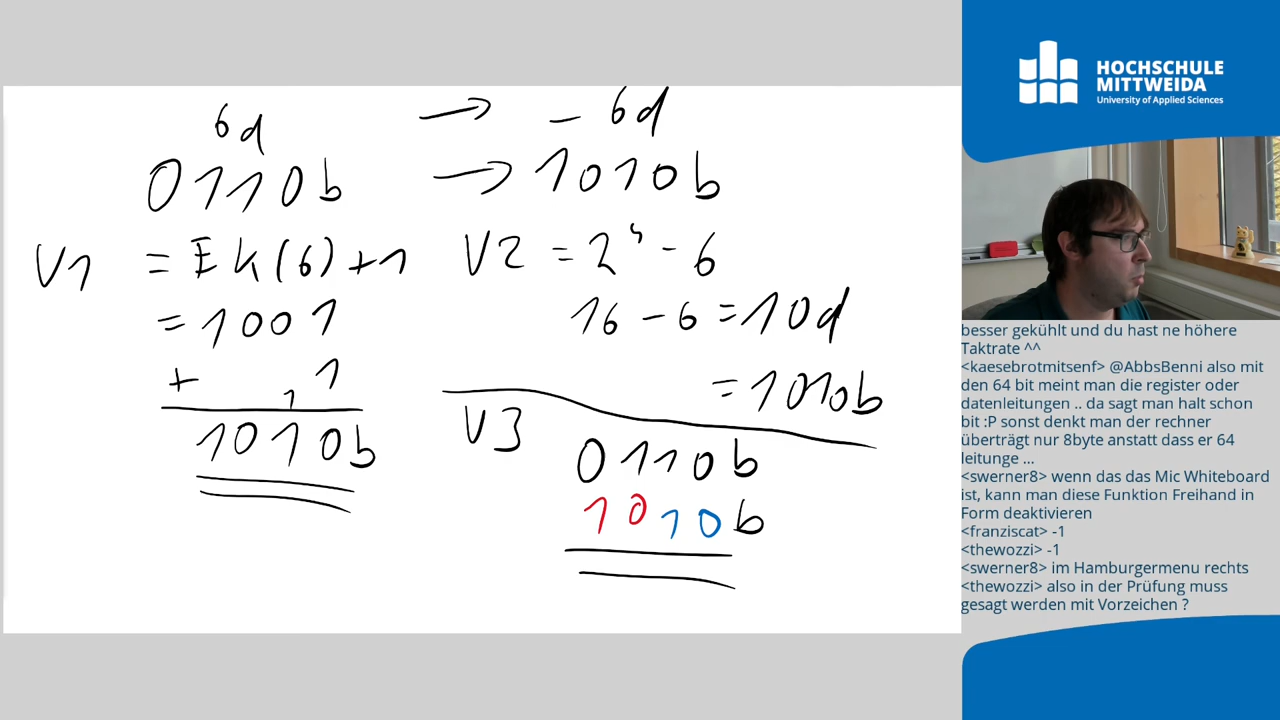 6d → - 6d
0110b → 1010b
V1 = EK(6)+1
= 1001
+ 1
1
1010b
V2 = 2⁴ - 6
16 - 6 = 10d
= 1010b
V3
0110b
1010b
HOCHSCHULE
MITTWEIDA
University of Applied Sciences
besser gekühlt und du hast ne höhere
Taktrate ^^
<kaesebrotmitsenf> @AbbsBenni also mit
den 64 bit meint man die register oder
datenleitungen .. da sagt man halt schon
bit :P sonst denkt man der rechner
überträgt nur 8byte anstatt dass er 64
leitunge ...
<swerner8> wenn das das Mic Whiteboard
ist, kann man diese Funktion Freihand in
Form deaktivieren
<franziscat> -1
<thewozzi> -1
<swerner8> im Hamburgermenu rechts
<thewozzi> also in der Prüfung muss
gesagt werden mit Vorzeichen ?